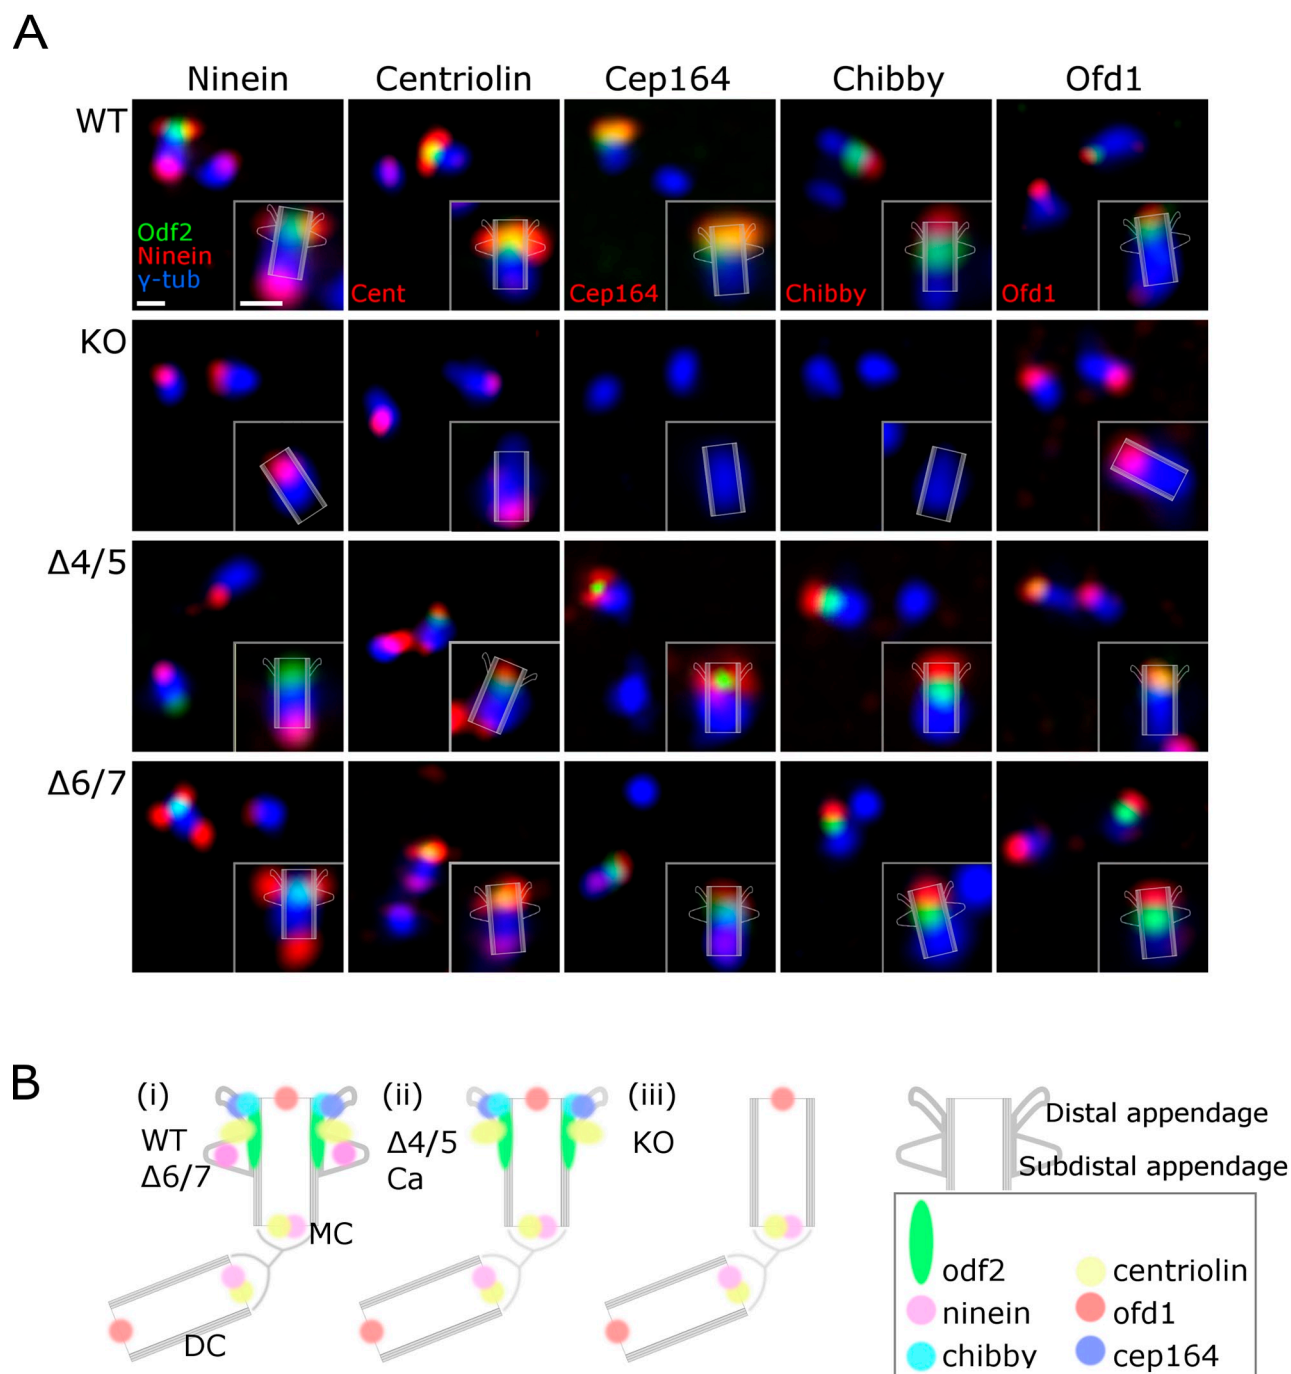 A
Ninein Centriolin Cep164 Chibby Ofd1
WT
Odf2
Ninein
γ-tub
Cent
Cep164
Chibby
Ofd1
KO
Δ4/5
Δ6/7
B
(i)
WT
Δ6/7
MC
DC
(ii)
Δ4/5
Ca
(iii)
KO
Distal appendage
Subdistal appendage
odf2
centriolin
ninein
ofd1
chibby
cep164